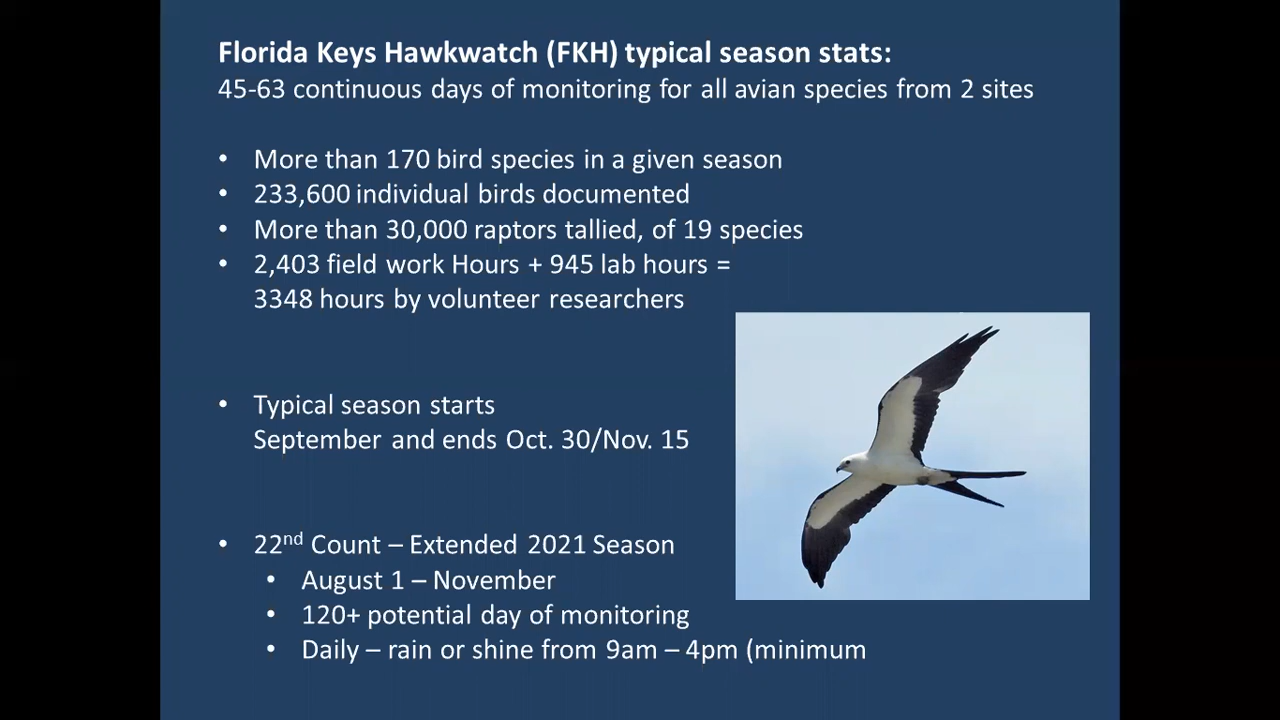 Florida Keys Hawkwatch (FKH) typical season stats:
45-63 continuous days of monitoring for all avian species from 2 sites
• More than 170 bird species in a given season
• 233,600 individual birds documented
• More than 30,000 raptors tallied, of 19 species
• 2,403 field work Hours + 945 lab hours =
3348 hours by volunteer researchers
• Typical season starts
September and ends Oct. 30/Nov. 15
• 22nd Count – Extended 2021 Season
• August 1 – November
• 120+ potential day of monitoring
• Daily – rain or shine from 9am – 4pm (minimum